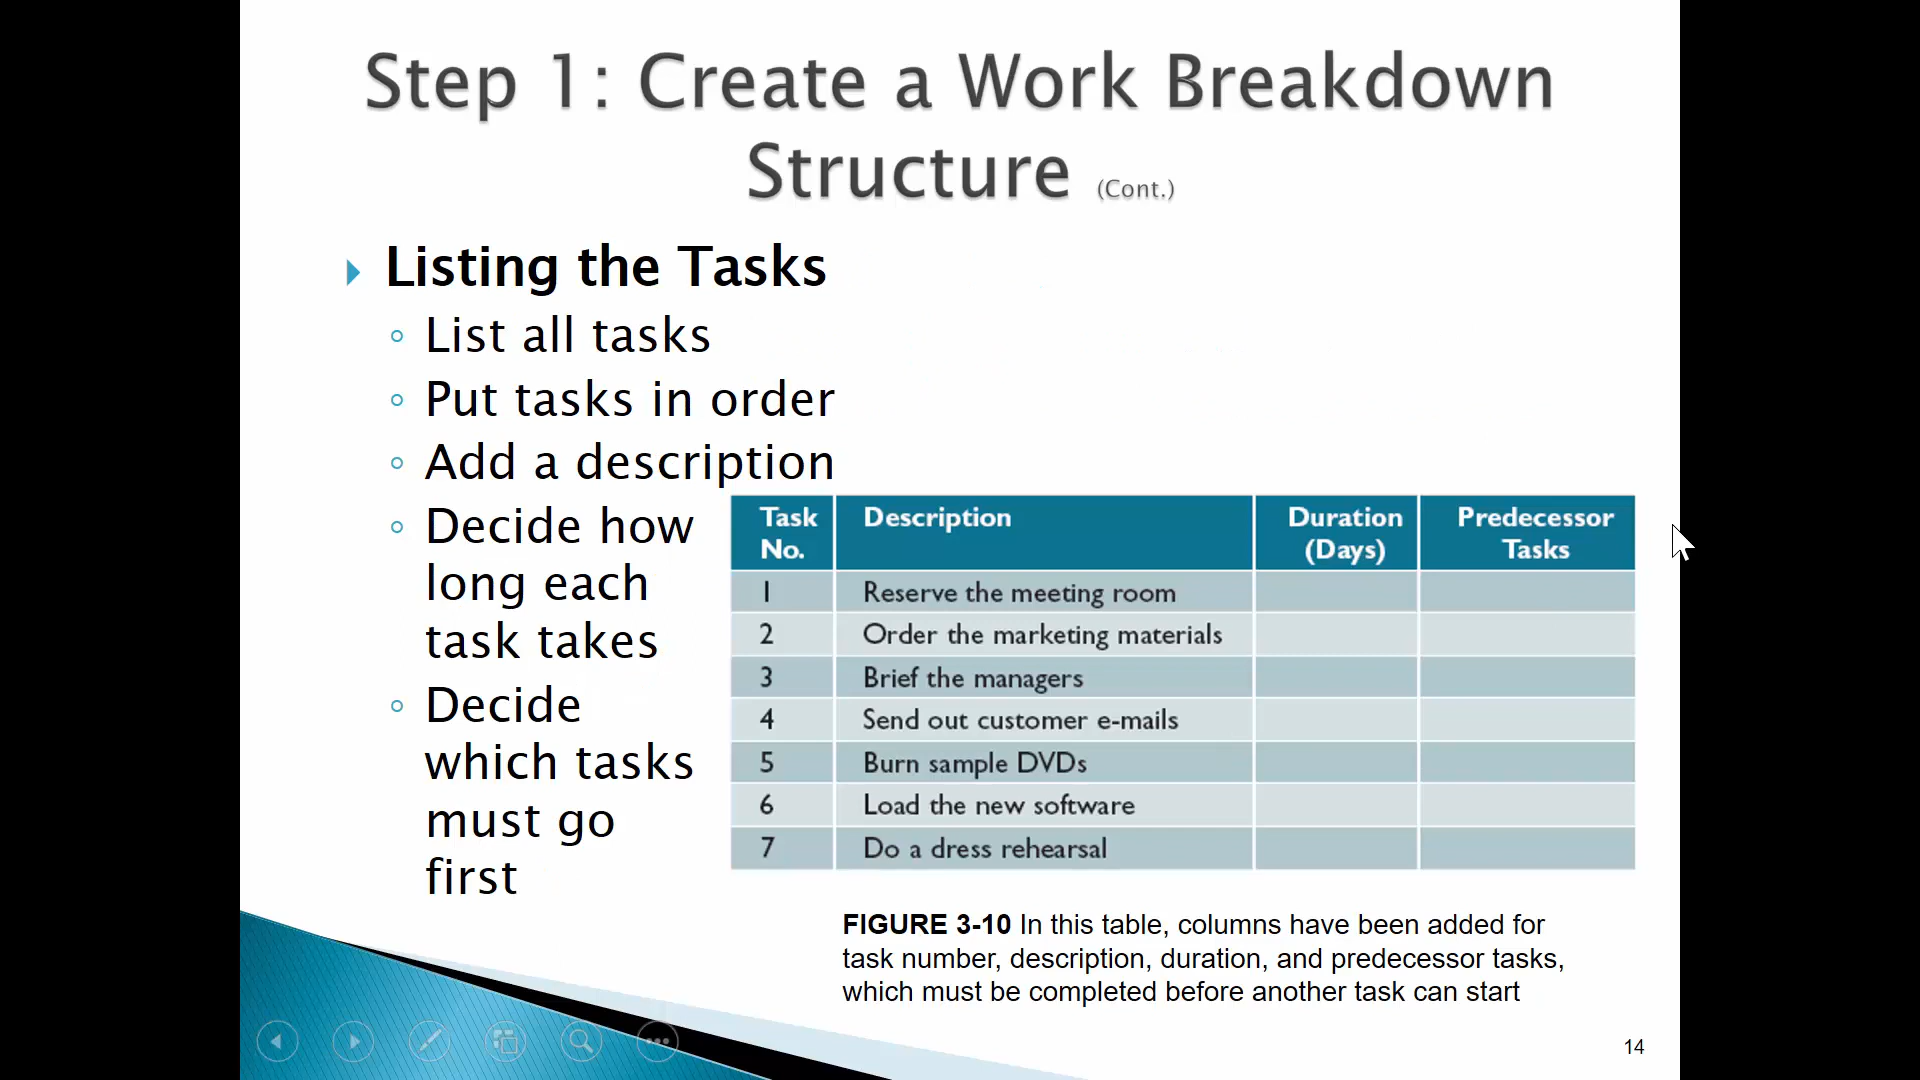 Step 1: Create a Work Breakdown
Structure (Cont.)
Listing the Tasks
List all tasks
Put tasks in order
Add a description
Decide how
long each
task takes
Decide
which tasks
must go
first
Task No. Description Duration (Days) Predecessor Tasks
1 Reserve the meeting room
2 Order the marketing materials
3 Brief the managers
4 Send out customer e-mails
5 Burn sample DVDs
6 Load the new software
7 Do a dress rehearsal
FIGURE 3-10 In this table, columns have been added for
task number, description, duration, and predecessor tasks,
which must be completed before another task can start
14